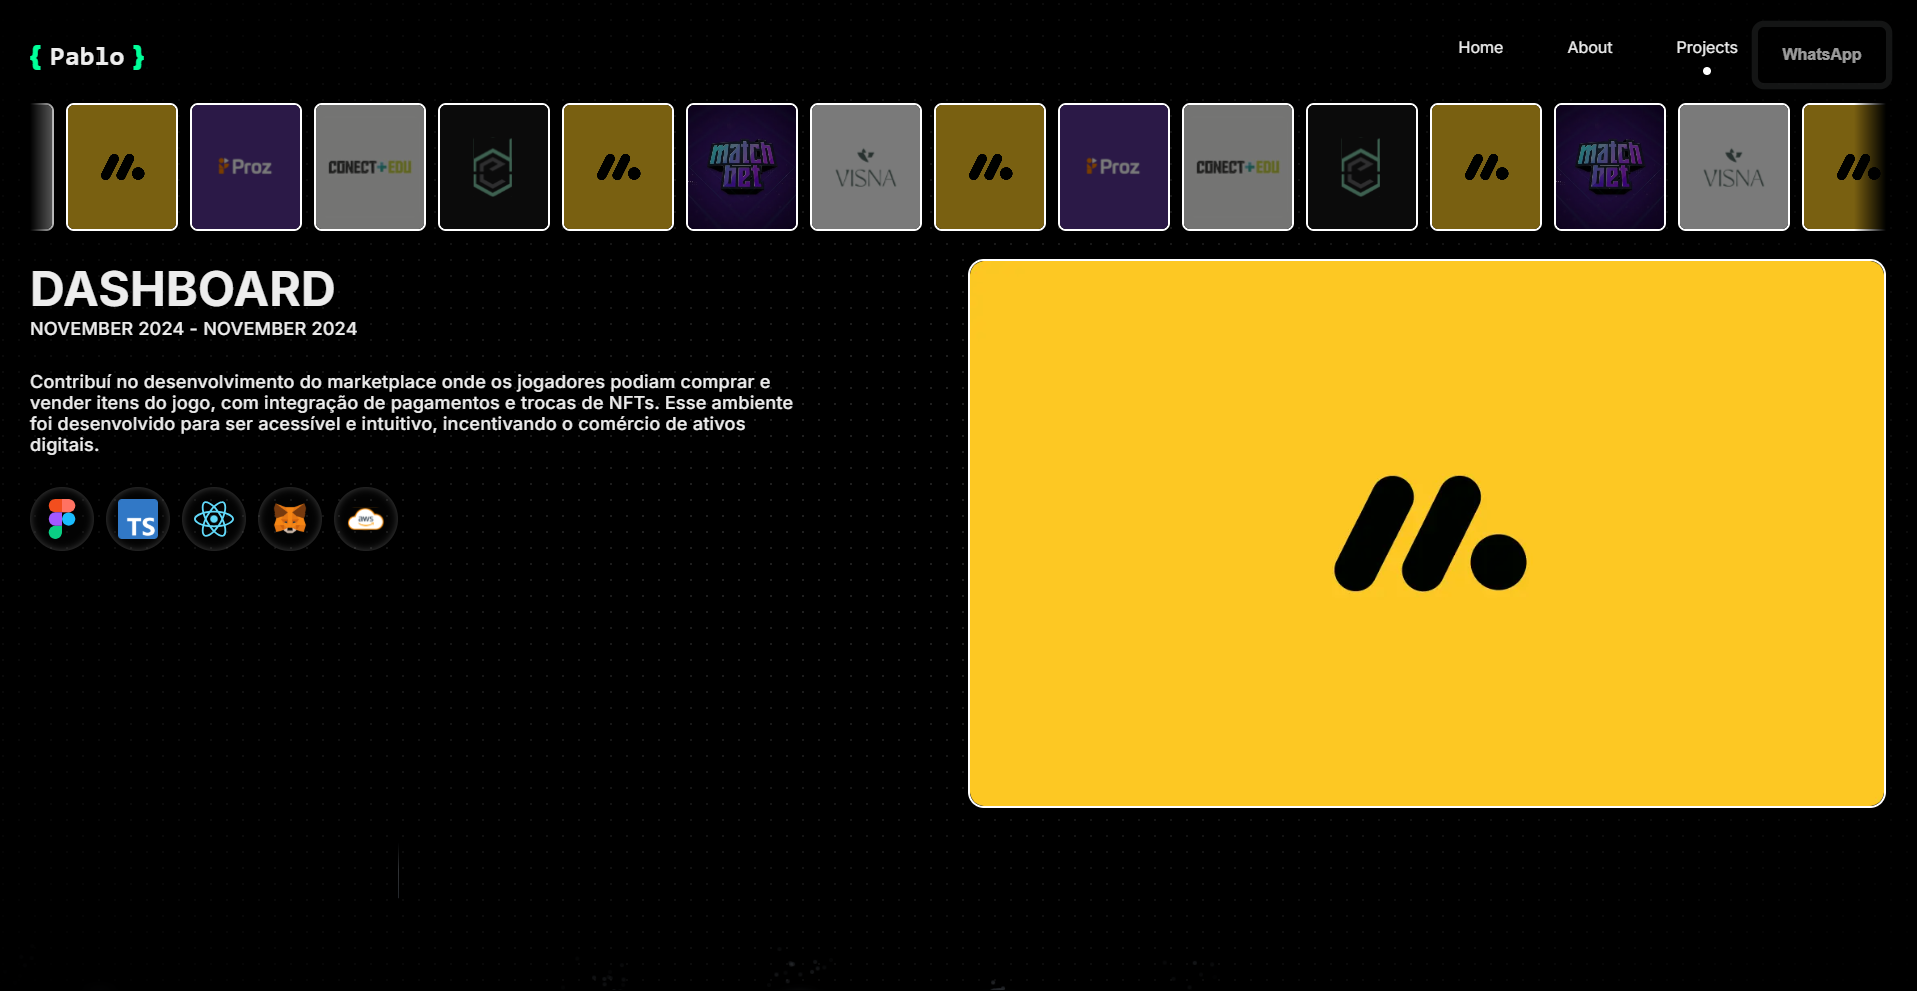 { Pablo }
Home
About
Projects
WhatsApp
Proz
CONECT+EDU
match
bet
VISNA
Proz
CONECT+EDU
match
bet
VISNA
DASHBOARD
NOVEMBER 2024 - NOVEMBER 2024
Contribuí no desenvolvimento do marketplace onde os jogadores podiam comprar e
vender itens do jogo, com integração de pagamentos e trocas de NFTs. Esse ambiente
foi desenvolvido para ser acessível e intuitivo, incentivando o comércio de ativos
digitais.
TS
aws